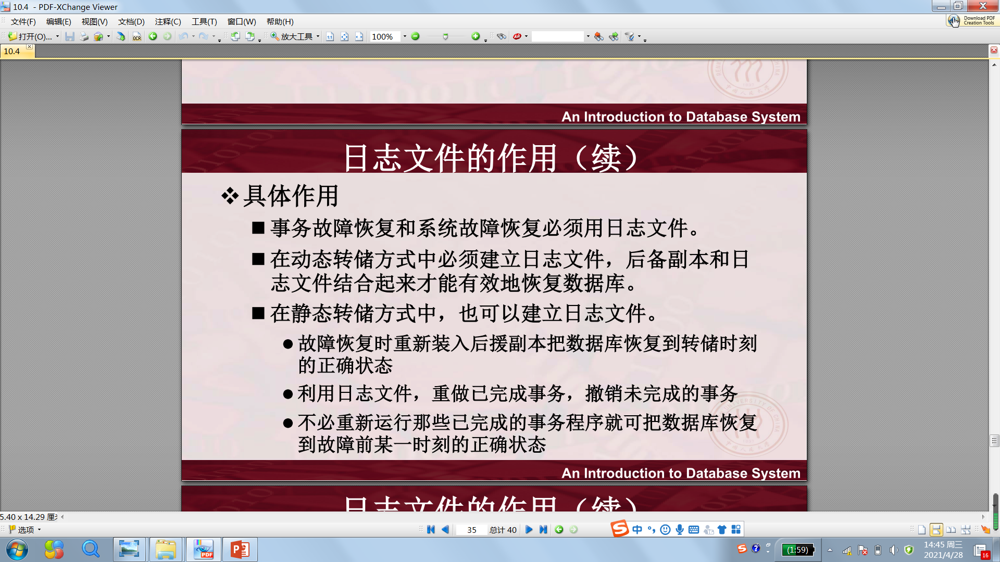 10.4 - PDF-XChange Viewer
文件(F) 编辑(E) 视图(V) 文档(D) 注释(C) 工具(T) 窗口(W) 帮助(H)
Download PDF
Creation Tools
打开(O)... OCR 放大工具 100%
10.4
An Introduction to Database System
日志文件的作用（续）
具体作用
事务故障恢复和系统故障恢复必须用日志文件。
在动态转储方式中必须建立日志文件，后备副本和日
志文件结合起来才能有效地恢复数据库。
在静态转储方式中，也可以建立日志文件。
故障恢复时重新装入后援副本把数据库恢复到转储时刻
的正确状态
利用日志文件，重做已完成事务，撤销未完成的事务
不必重新运行那些已完成的事务程序就可把数据库恢复
到故障前某一时刻的正确状态
An Introduction to Database System
日志文件的作用（续）
5.40 x 14.29 厘
选项 35 总计 40 中
(1:59) 14:45 周三
2021/4/28 16